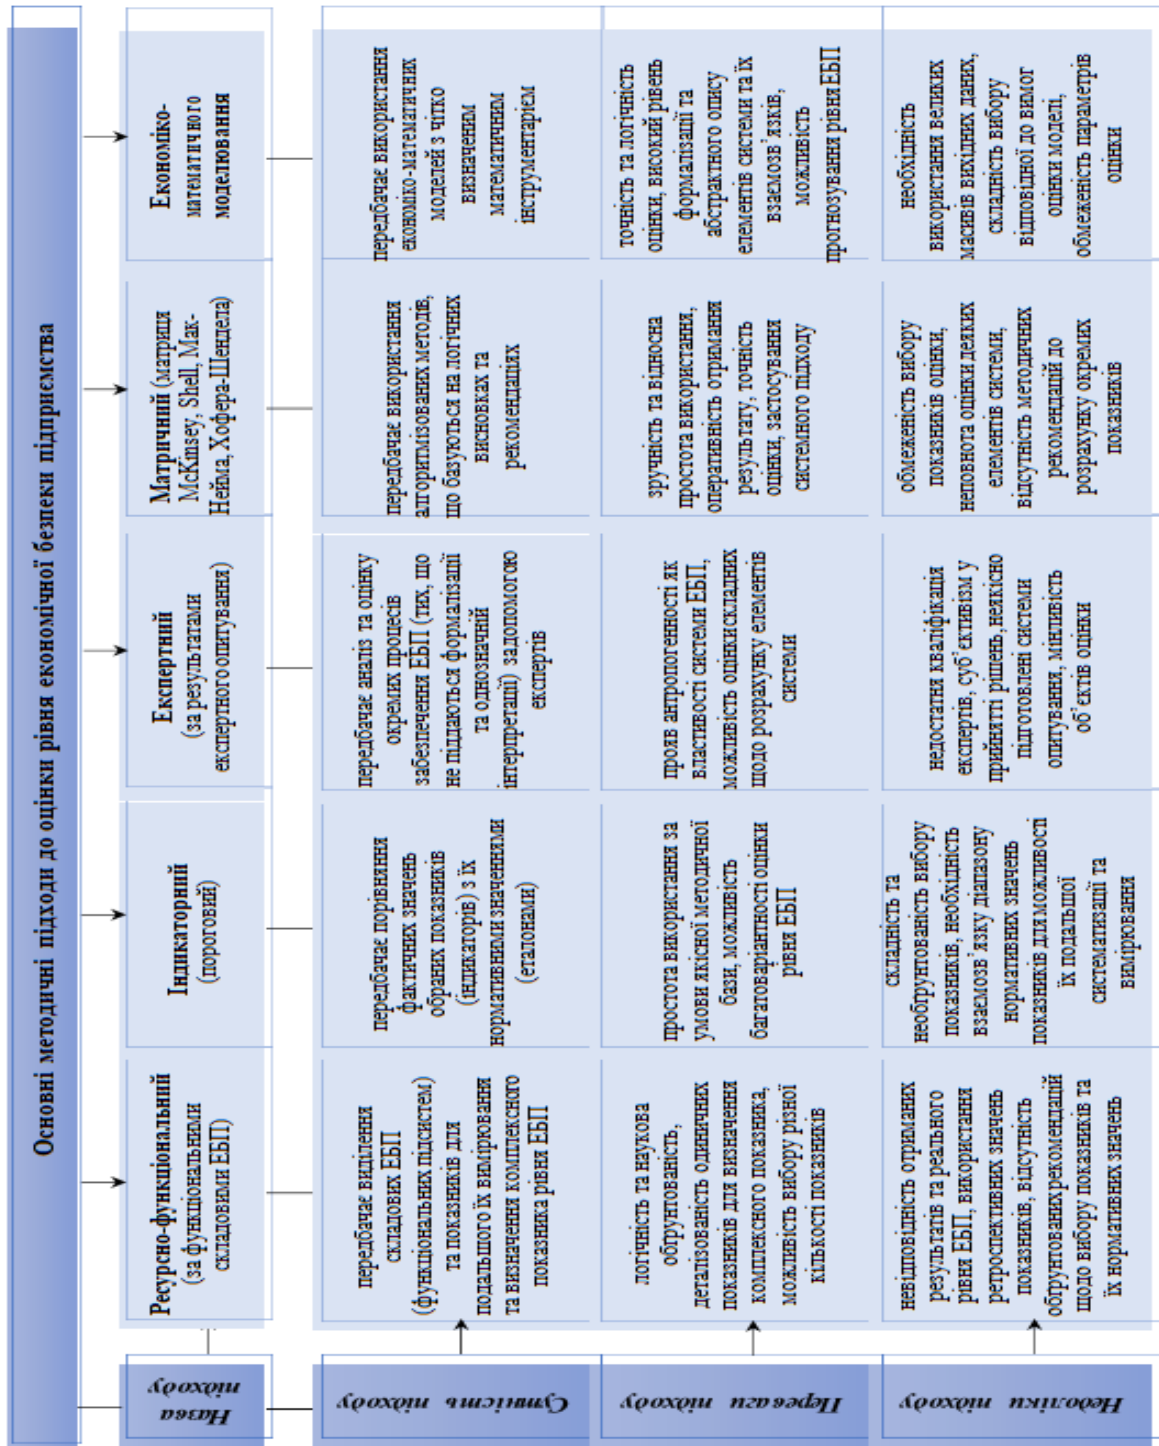 Основні методичні підходи до оцінки рівня економічної безпеки підприємства
Назва
підходу
Ресурсно-функціональний
(за функціональними
складовими ЕБП)
Індикаторний
(пороговий)
Експертний
(за результатами
експертного опитування)
Матричний (матриця
McKinsey, Shell, Мак-
Нейма, Хофера-Шендела)
Економіко-
математичного
моделювання
Сутність підходу
передбачає виділення
складових ЕБП
(функціональних підсистем)
та показників для
подальшого їх вимірювання
та визначення комплексного
показника рівня ЕБП
передбачає порівняння
фактичних значень
обраних показників
(індикаторів) з їх
нормативними значеннями
(еталонами)
передбачає аналіз та оцінку
окремих процесів
забезпечення ЕБП (тих, що
не піддаються формалізації
та однозначній
інтерпретації) задопомогою
експертів
передбачає використання
алгоритмізованих методів,
що базуються на логічних
висновках та
рекомендаціях
передбачає використання
економіко-математичних
моделей з чітко
визначеним
математичним
інструментарієм
Переваги підходу
логічність та наукова
обґрунтованість,
деталізованість одиничних
показників для визначення
комплексного показника,
можливість вибору різної
кількості показників
простота використання за
умови якісної методичної
бази, можливість
багатоваріантності оцінки
рівня ЕБП
прояв антропогенності як
властивості системи ЕБП,
можливість оцінкискладних
щодо розрахунку елементів
системи
зручність та відносна
простота використання,
оперативність отримання
результату, точність
оцінки, застосування
системного підходу
точність та логічність
оцінки, високий рівень
формалізації та
абстрактного опису
елементів системи та їх
взаємозв'язків,
можливість
прогнозування рівня ЕБП
Недоліки підходу
невідповідність отриманих
результатів та реального
рівня ЕБП, використання
ретроспективних значень
показників, відсутність
обґрунтованихрекомендацій
щодо вибору показників та
їх нормативних значень
складність та
необґрунтованість вибору
показників, необхідність
взаємозв'язку діапазону
нормативних значень
показників для можливості
їх подальшої
систематизації та
вимірювання
недостатня кваліфікація
експертів, суб'єктивізм у
прийнятті рішень, неякісно
підготовлені системи
опитування, мінливість
об'єктів оцінки
обмеженість вибору
показників оцінки,
неповнота оцінки деяких
елементів системи,
відсутність методичних
рекомендацій до
розрахунку окремих
показників
необхідність
використання великих
масивів вихідних даних,
складність вибору
відповідної до вимог
оцінки моделі,
обмеженість параметрів
оцінки